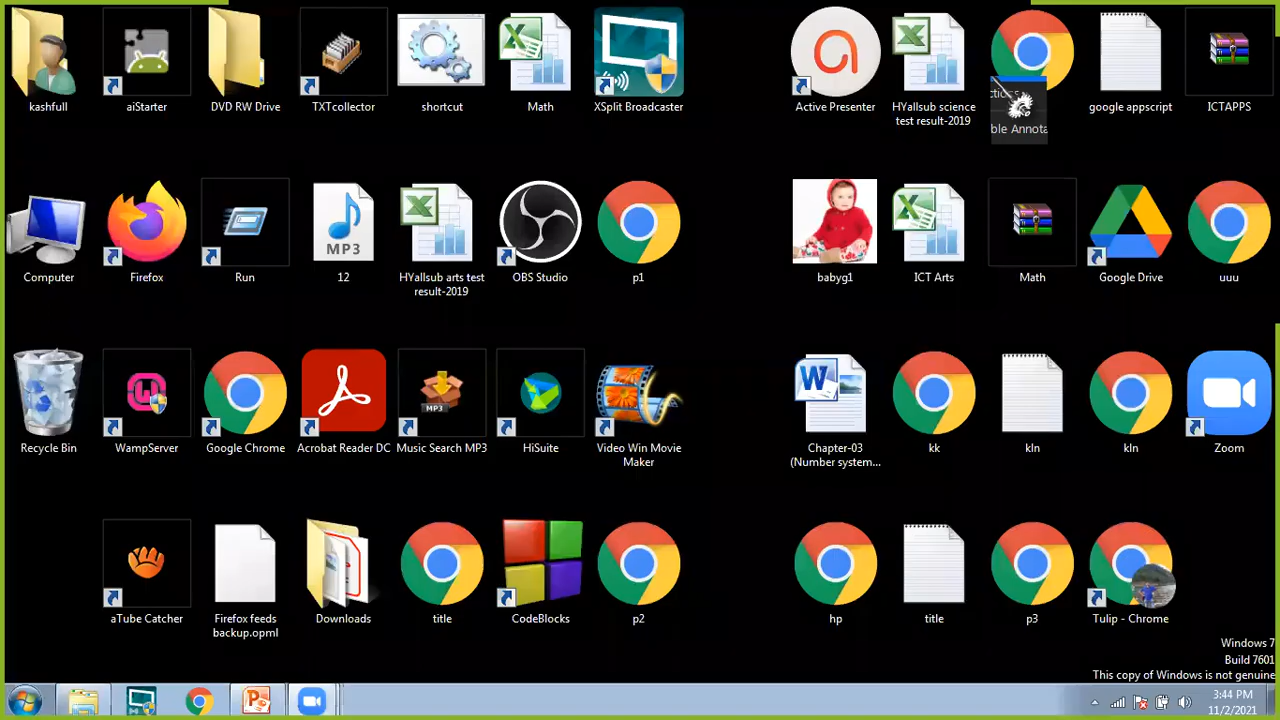 kashfull
aiStarter
DVD RW Drive
TXTcollector
shortcut
Math
XSplit Broadcaster
Active Presenter
HYallsub science
test result-2019
ble Annota
google appscript
ICTAPPS
Computer
Firefox
Run
MP3
12
HYallsub arts test
result-2019
OBS Studio
p1
babyg1
ICT Arts
Math
Google Drive
uuu
Recycle Bin
WampServer
Google Chrome
Acrobat Reader DC
MP3
Music Search MP3
HiSuite
Video Win Movie
Maker
Chapter-03
(Number system...
kk
kln
kln
Zoom
aTube Catcher
Firefox feeds
backup.opml
Downloads
title
CodeBlocks
p2
hp
title
p3
Tulip - Chrome
Windows 7
Build 7601
This copy of Windows is not genuine
3:44 PM
11/2/2021